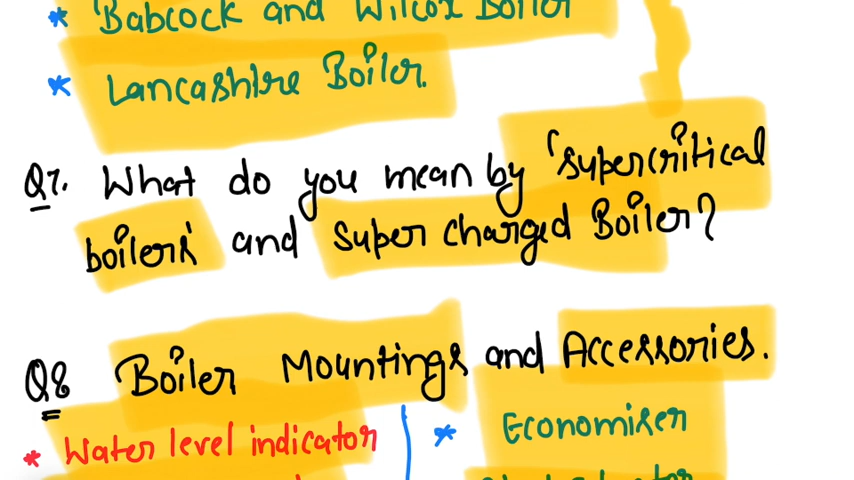 * Babcock and Wilcox Boiler
* Lancashire Boiler.
Q7. What do you mean by 'supercritical
boilers' and Super charged Boiler?
Q8 Boiler Mountings and Accessories.
* Water level indicator
* Economiser